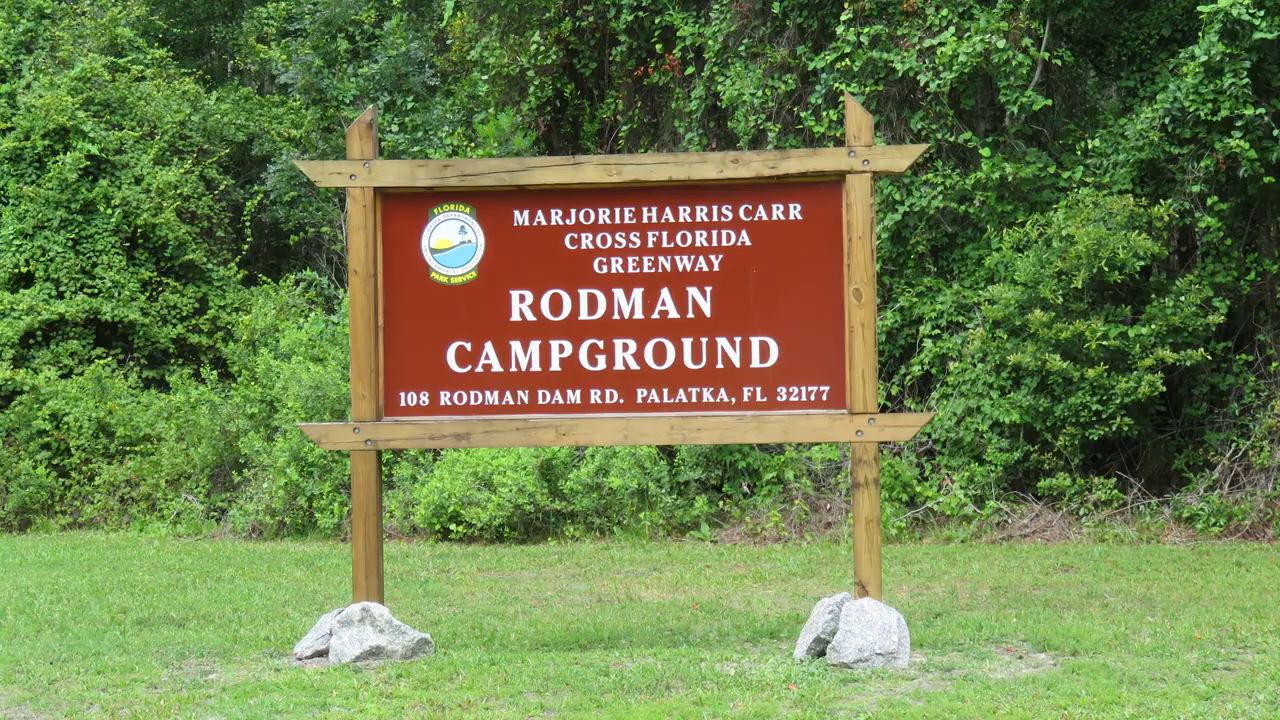 FLORIDA
PARK SERVICE
MARJORIE HARRIS CARR
CROSS FLORIDA
GREENWAY
RODMAN
CAMPGROUND
108 RODMAN DAM RD. PALATKA, FL 32177